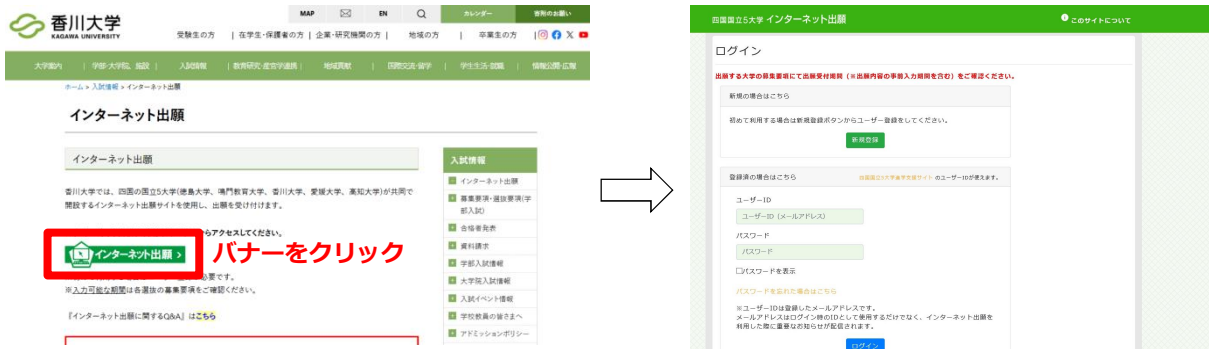 香川大学
KAGAWA UNIVERSITY
MAP EN カレンダー 寄附のお願い
受験生の方 | 在学生・保護者の方 | 企業・研究機関の方 | 地域の方 | 卒業生の方
大学案内 | 学部・大学院、施設 | 入試情報 | 教育研究・産官学連携 | 地域貢献 | 国際交流・留学 | 学生生活・就職 | 情報公開・広報
ホーム > 入試情報 > インターネット出願
インターネット出願
インターネット出願
香川大学では、四国の国立5大学(徳島大学、鳴門教育大学、香川大学、愛媛大学、高知大学)が共同で
開設するインターネット出願サイトを使用し、出願を受け付けます。
からアクセスしてください。
インターネット出願 >
バナーをクリック
必要です。
※入力可能な期間は各選抜の募集要項をご確認ください。
『インターネット出願に関するQ&A』はこちら
入試情報
インターネット出願
募集要項・選抜要項(学
部入試)
合格者発表
資料請求
学部入試情報
大学院入試情報
入試イベント情報
学校教員の皆さまへ
アドミッションポリシー
四国国立5大学 インターネット出願
このサイトについて
ログイン
出願する大学の募集要項にて出願受付期間（※出願内容の事前入力期間を含む）をご確認ください。
新規の場合はこちら
初めて利用する場合は新規登録ボタンからユーザー登録をしてください。
新規登録
登録済の場合はこちら
四国国立5大学進学支援サイト のユーザーIDが使えます。
ユーザーID
ユーザーID（メールアドレス）
パスワード
パスワード
パスワードを表示
パスワードを忘れた場合はこちら
※ユーザーIDは登録したメールアドレスです。
メールアドレスはログイン時のIDとして使用するだけでなく、インターネット出願を
利用した際に重要なお知らせが配信されます。
ログイン